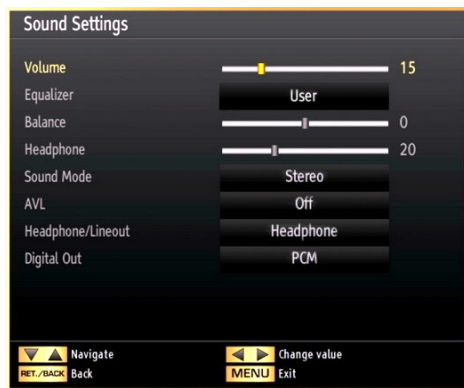 Sound Settings
Volume 15
Equalizer User
Balance 0
Headphone 20
Sound Mode Stereo
AVL Off
Headphone/Lineout Headphone
Digital Out PCM
Navigate Change value
RET./BACK Back MENU Exit